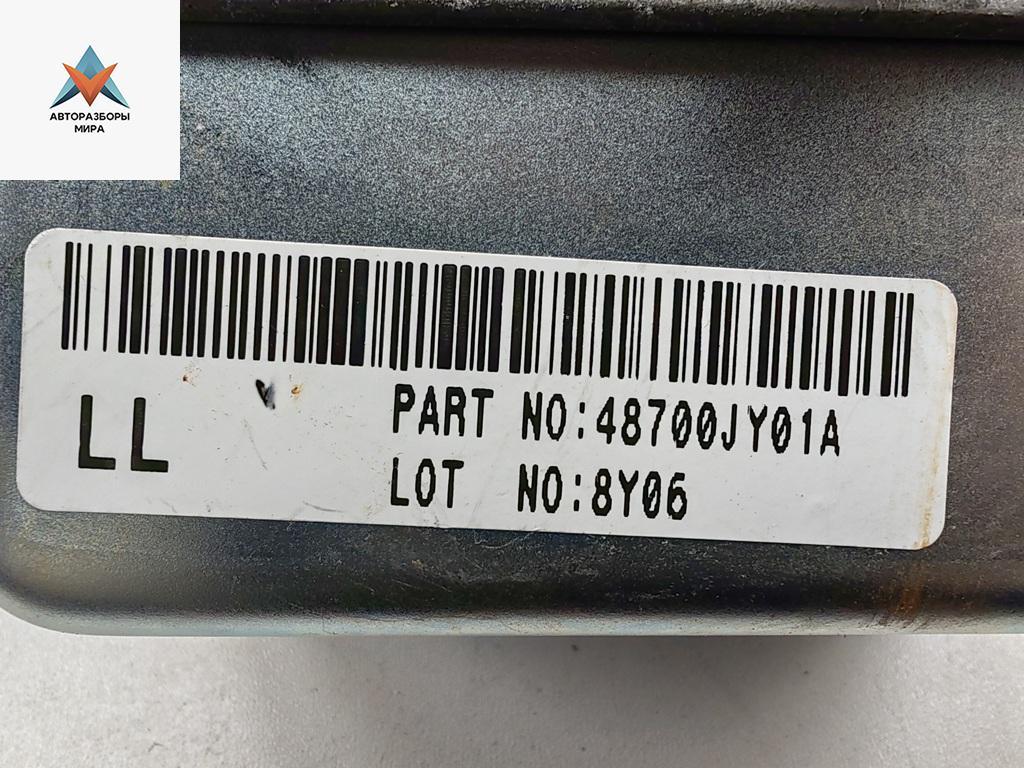 АВТОРАЗБОРЫ
МИРА
LL
PART NO:48700JY01A
LOT NO:8Y06